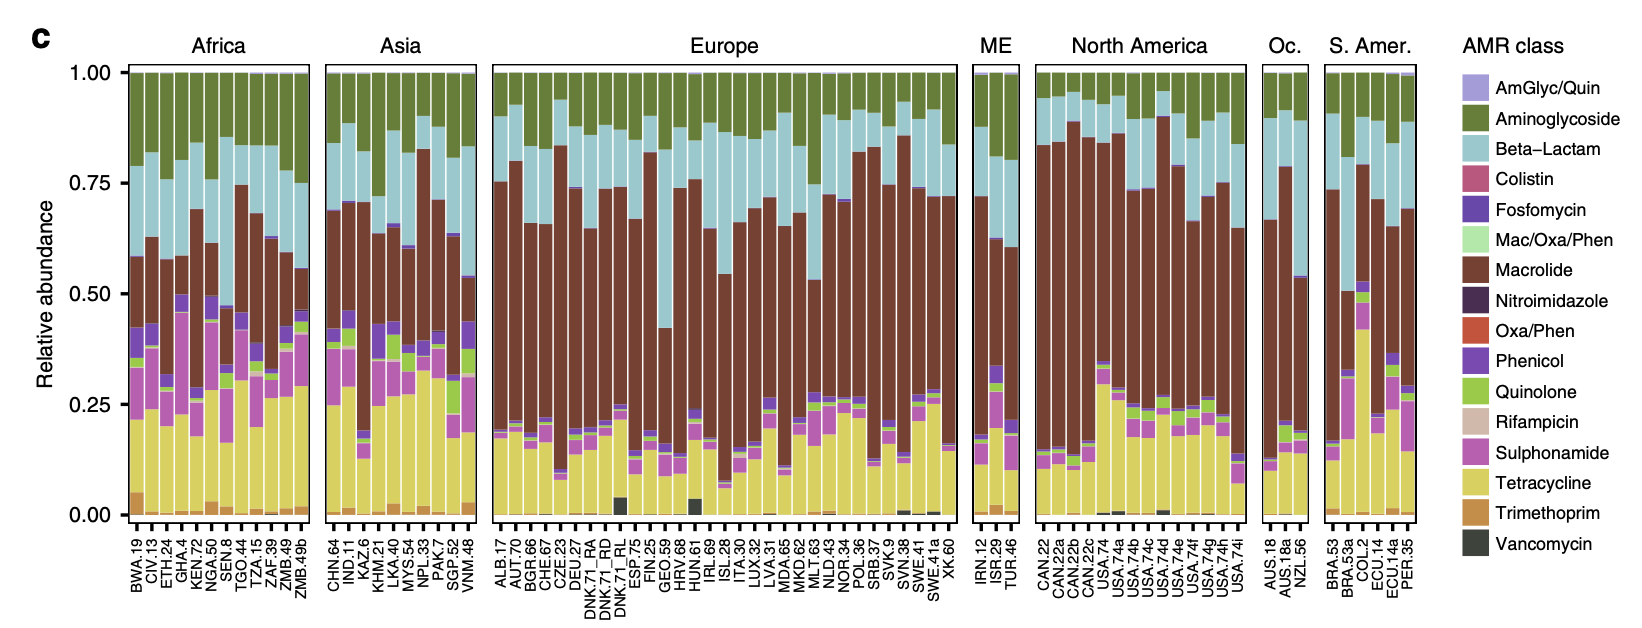 c
Africa
Asia
Europe
ME
North America
Oc.
S. Amer.
AMR class
Relative abundance
1.00
0.75
0.50
0.25
0.00
BWA.19
CIV.13
ETH.24
GHA.4
KEN.72
NGA.50
SEN.8
TGO.44
TZA.15
ZAF.39
ZMB.49
ZMB.49b
CHN.64
IND.11
KAZ.6
KHM.21
LKA.40
MYS.54
NPL.33
PAK.7
SGP.52
VNM.48
ALB.17
AUT.70
BGR.66
CHE.67
CZE.23
DEU.27
DNK.71_RA
DNK.71_RD
DNK.71_RL
ESP.75
FIN.25
GEO.59
HRV.68
HUN.61
IRL.69
ISL.28
ITA.30
LUX.32
LVA.31
MDA.65
MKD.62
MLT.63
NLD.43
NOR.34
POL.36
SRB.37
SVK.9
SVN.38
SWE.41
SWE.41a
XK.60
IRN.12
ISR.29
TUR.46
CAN.22
CAN.22a
CAN.22b
CAN.22c
USA.74
USA.74a
USA.74b
USA.74c
USA.74d
USA.74e
USA.74f
USA.74g
USA.74h
USA.74i
AUS.18
AUS.18a
NZL.56
BRA.53
BRA.53a
COL.2
ECU.14
ECU.14a
PER.35
AmGlyc/Quin
Aminoglycoside
Beta−Lactam
Colistin
Fosfomycin
Mac/Oxa/Phen
Macrolide
Nitroimidazole
Oxa/Phen
Phenicol
Quinolone
Rifampicin
Sulphonamide
Tetracycline
Trimethoprim
Vancomycin